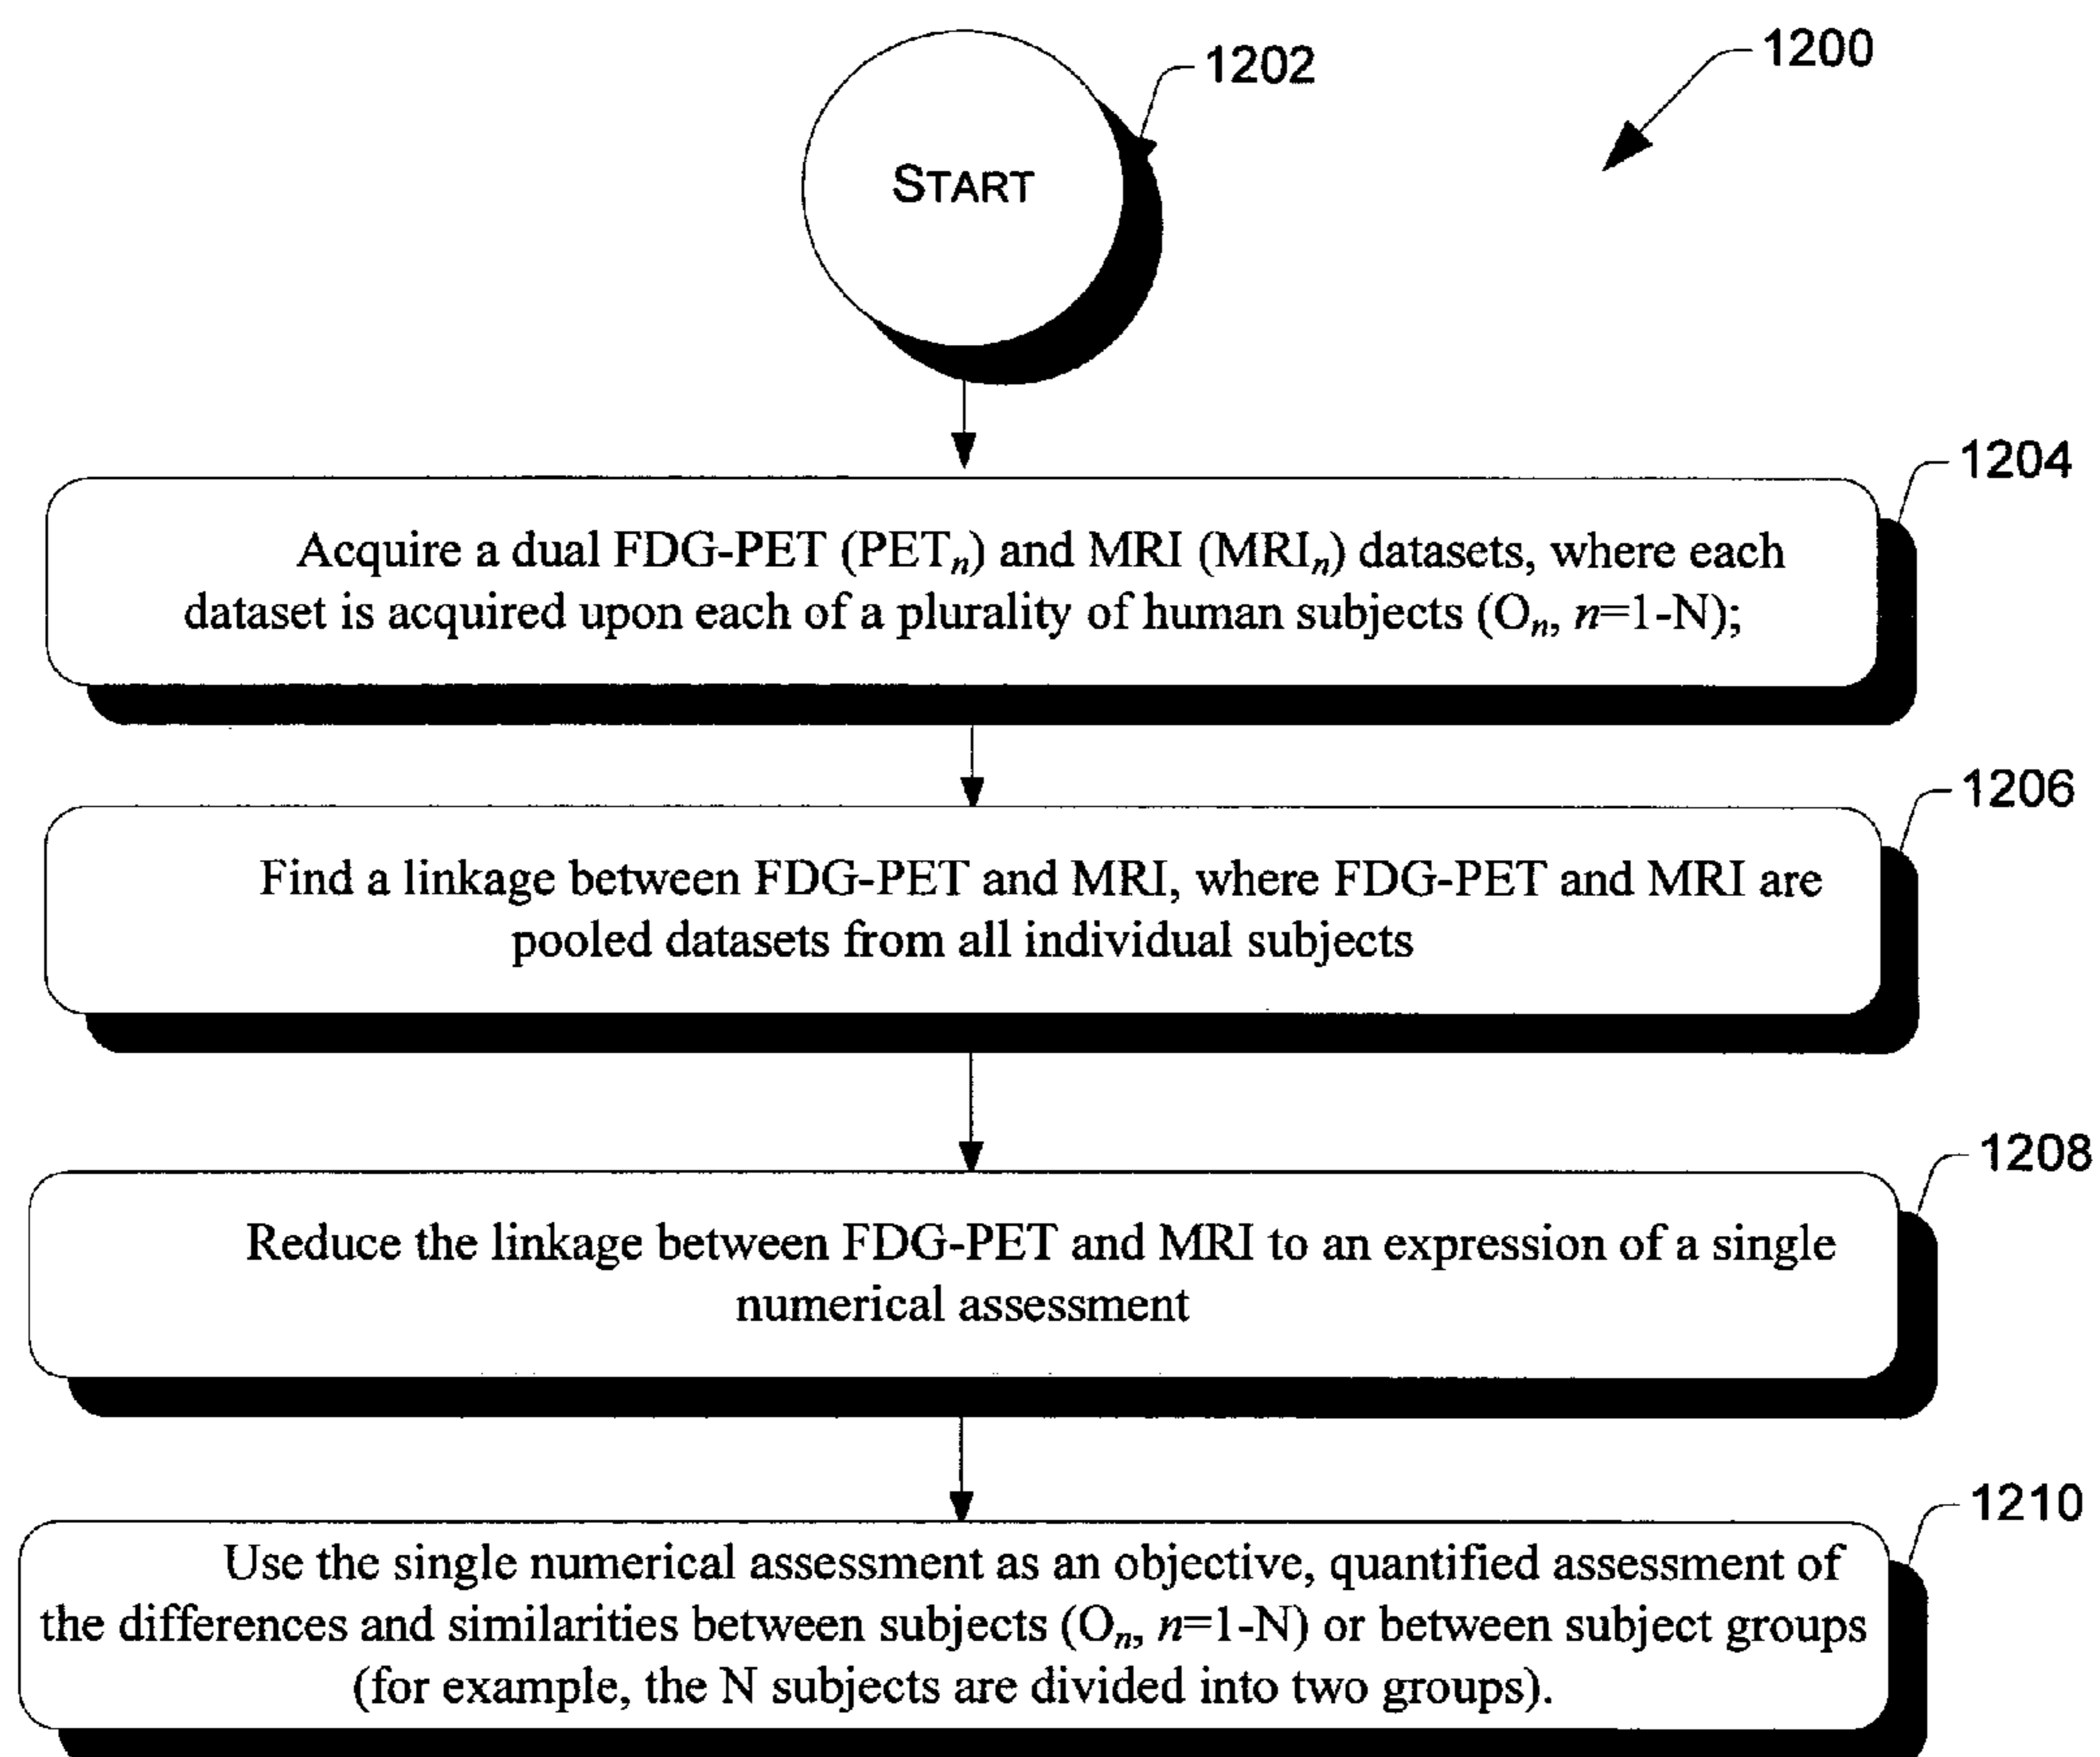 1202
1200
START
1204
Acquire a dual FDG-PET (PETn) and MRI (MRIn) datasets, where each
dataset is acquired upon each of a plurality of human subjects (On, n=1-N);
1206
Find a linkage between FDG-PET and MRI, where FDG-PET and MRI are
pooled datasets from all individual subjects
1208
Reduce the linkage between FDG-PET and MRI to an expression of a single
numerical assessment
1210
Use the single numerical assessment as an objective, quantified assessment of
the differences and similarities between subjects (On, n=1-N) or between subject groups
(for example, the N subjects are divided into two groups).